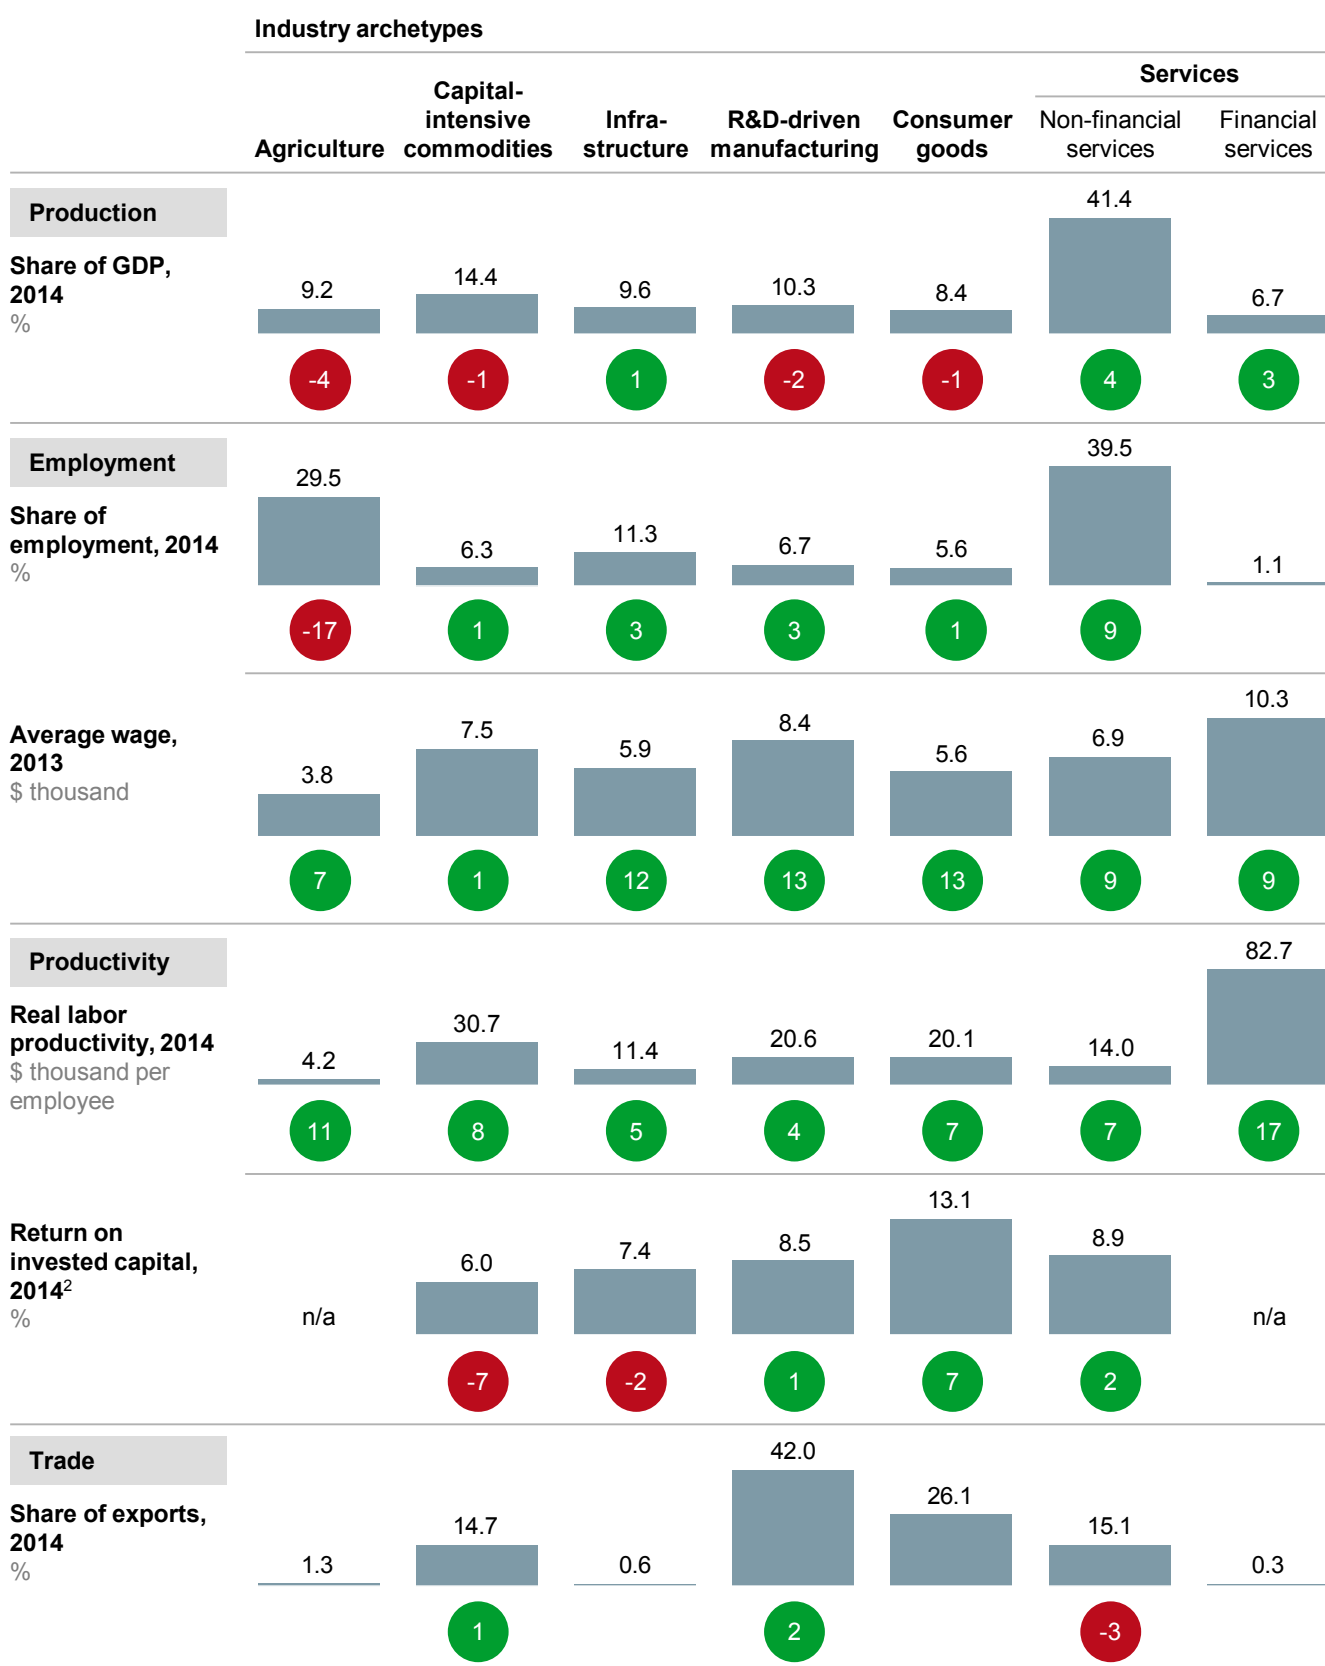 Industry archetypes
Services
Agriculture
Capital-
intensive
commodities
Infra-
structure
R&D-driven
manufacturing
Consumer
goods
Non-financial
services
Financial
services
Production
Share of GDP,
2014
%
9.2 14.4 9.6 10.3 8.4 41.4 6.7
-4 -1 1 -2 -1 4 3
Employment
Share of
employment, 2014
%
29.5 6.3 11.3 6.7 5.6 39.5 1.1
-17 1 3 3 1 9
Average wage,
2013
$ thousand
3.8 7.5 5.9 8.4 5.6 6.9 10.3
7 1 12 13 13 9 9
Productivity
Real labor
productivity, 2014
$ thousand per
employee
4.2 30.7 11.4 20.6 20.1 14.0 82.7
11 8 5 4 7 7 17
Return on
invested capital,
2014²
%
n/a 6.0 7.4 8.5 13.1 8.9 n/a
-7 -2 1 7 2
Trade
Share of exports,
2014
%
1.3 14.7 0.6 42.0 26.1 15.1 0.3
1 2 -3